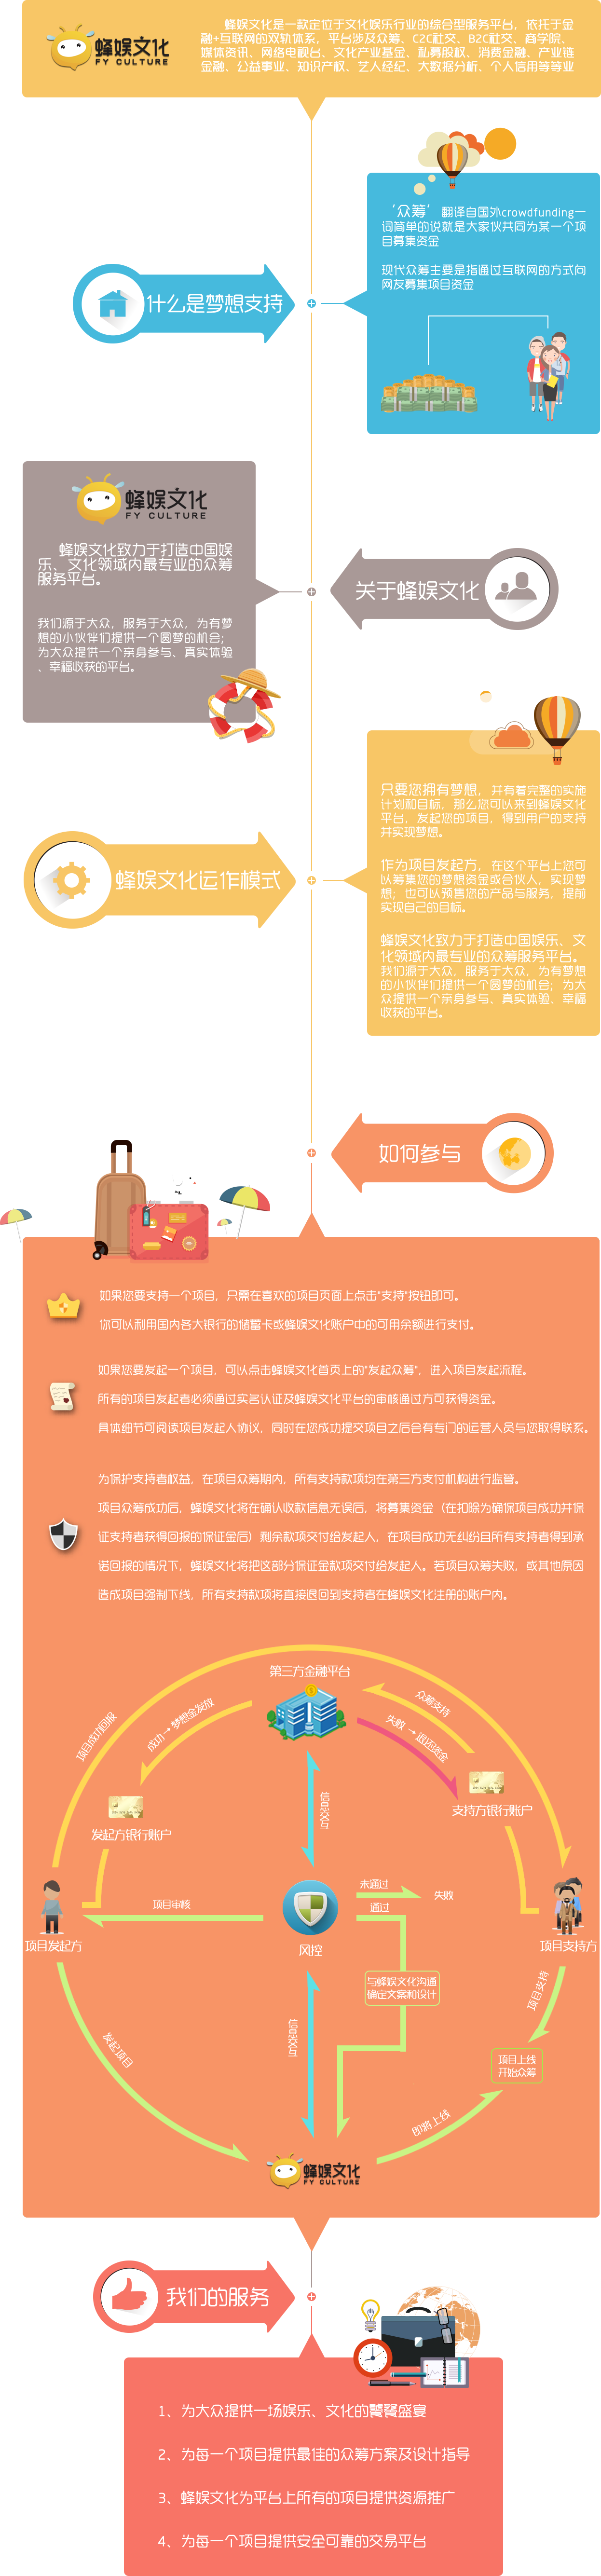 蜂娱文化
FY CULTURE
蜂娱文化是一款定位于文化娱乐行业的综合型服务平台，依托于金
融+互联网的双轨体系，平台涉及众筹、C2C社交、B2C社交、商学院、
媒体资讯、网络电视台、文化产业基金、私募股权、消费金融、产业链
金融、公益事业、知识产权、艺人经纪、大数据分析、个人信用等等业
‘众筹’ 翻译自国外crowdfunding一
词简单的说就是大家伙共同为某一个项
目募集资金
现代众筹主要是指通过互联网的方式向
网友募集项目资金
什么是梦想支持
蜂娱文化
FY CULTURE
蜂娱文化致力于打造中国娱
乐、文化领域内最专业的众筹
服务平台。
我们源于大众，服务于大众，为有梦
想的小伙伴们提供一个圆梦的机会；
为大众提供一个亲身参与、真实体验
、幸福收获的平台。
关于蜂娱文化
只要您拥有梦想，并有着完整的实施
计划和目标，那么您可以来到蜂娱文化
平台，发起您的项目，得到用户的支持
并实现梦想。
作为项目发起方，在这个平台上您可
以筹集您的梦想资金或合伙人，实现梦
想；也可以预售您的产品与服务，提前
实现自己的目标。
蜂娱文化致力于打造中国娱乐、文
化领域内最专业的众筹服务平台。
我们源于大众，服务于大众，为有梦想
的小伙伴们提供一个圆梦的机会；为大
众提供一个亲身参与、真实体验、幸福
收获的平台。
蜂娱文化运作模式
如何参与
如果您要支持一个项目，只需在喜欢的项目页面上点击"支持"按钮即可。
你可以利用国内各大银行的储蓄卡或蜂娱文化账户中的可用余额进行支付。
如果您要发起一个项目，可以点击蜂娱文化首页上的"发起众筹"，进入项目发起流程。
所有的项目发起者必须通过实名认证及蜂娱文化平台的审核通过方可获得资金。
具体细节可阅读项目发起人协议，同时在您成功提交项目之后会有专门的运营人员与您取得联系。
为保护支持者权益，在项目众筹期内，所有支持款项均在第三方支付机构进行监管。
项目众筹成功后，蜂娱文化将在确认收款信息无误后，将募集资金（在扣除为确保项目成功并保
证支持者获得回报的保证金后）剩余款项交付给发起人，在项目成功无纠纷且所有支持者得到承
诺回报的情况下，蜂娱文化将把这部分保证金款项交付给发起人。若项目众筹失败，或其他原因
造成项目强制下线，所有支持款项将直接退回到支持者在蜂娱文化注册的账户内。
第三方金融平台
项目成功回报
成功→梦想金发放
众筹支持
失败 → 返还资金
发起方银行账户
支持方银行账户
信息交互
未通过
失败
通过
项目审核
项目发起方
风控
项目支持方
与蜂娱文化沟通
确定文案和设计
项目支持
信息交互
发起项目
项目上线
开始众筹
即将上线
蜂娱文化
FY CULTURE
我们的服务
1、为大众提供一场娱乐、文化的饕餮盛宴
2、为每一个项目提供最佳的众筹方案及设计指导
3、蜂娱文化为平台上所有的项目提供资源推广
4、为每一个项目提供安全可靠的交易平台